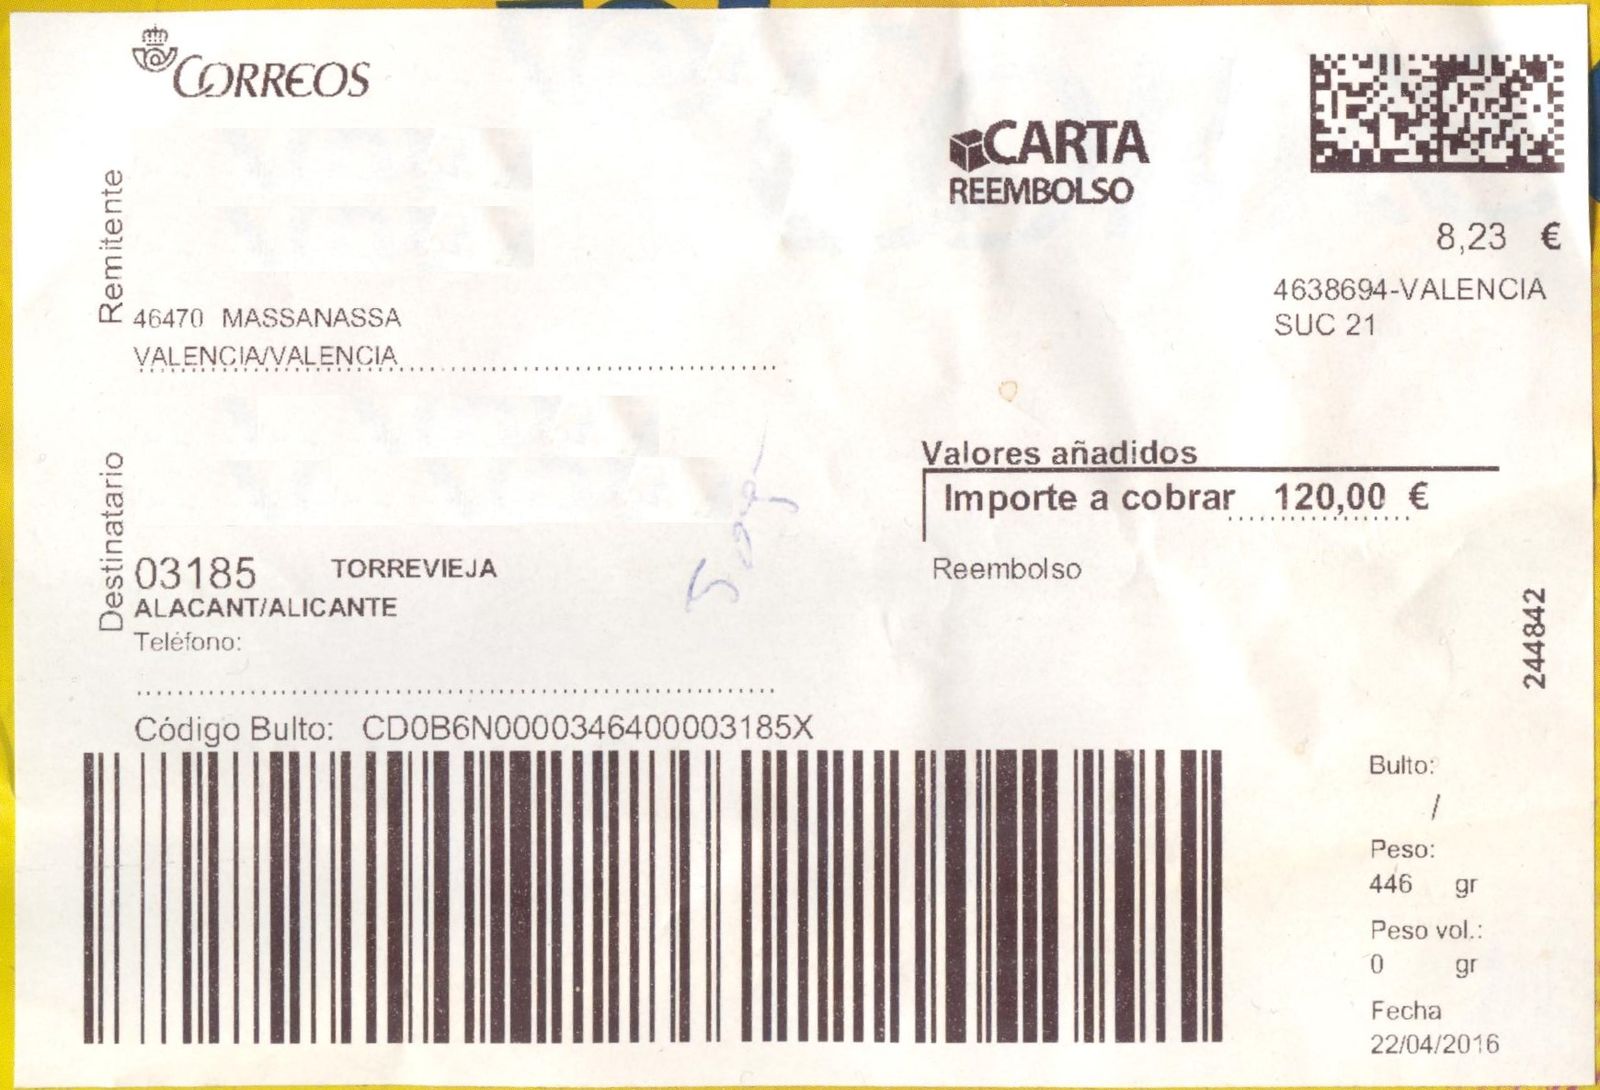 CORREOS
Remitente
46470 MASSANASSA
VALENCIA/VALENCIA
CARTA
REEMBOLSO
8,23 €
4638694-VALENCIA
SUC 21
Destinatario
03185 TORREVIEJA
ALACANT/ALICANTE
Teléfono:
Valores añadidos
Importe a cobrar 120,00 €
Reembolso
244842
Código Bulto: CD0B6N0000346400003185X
Bulto:
/
Peso:
446 gr
Peso vol.:
0 gr
Fecha
22/04/2016